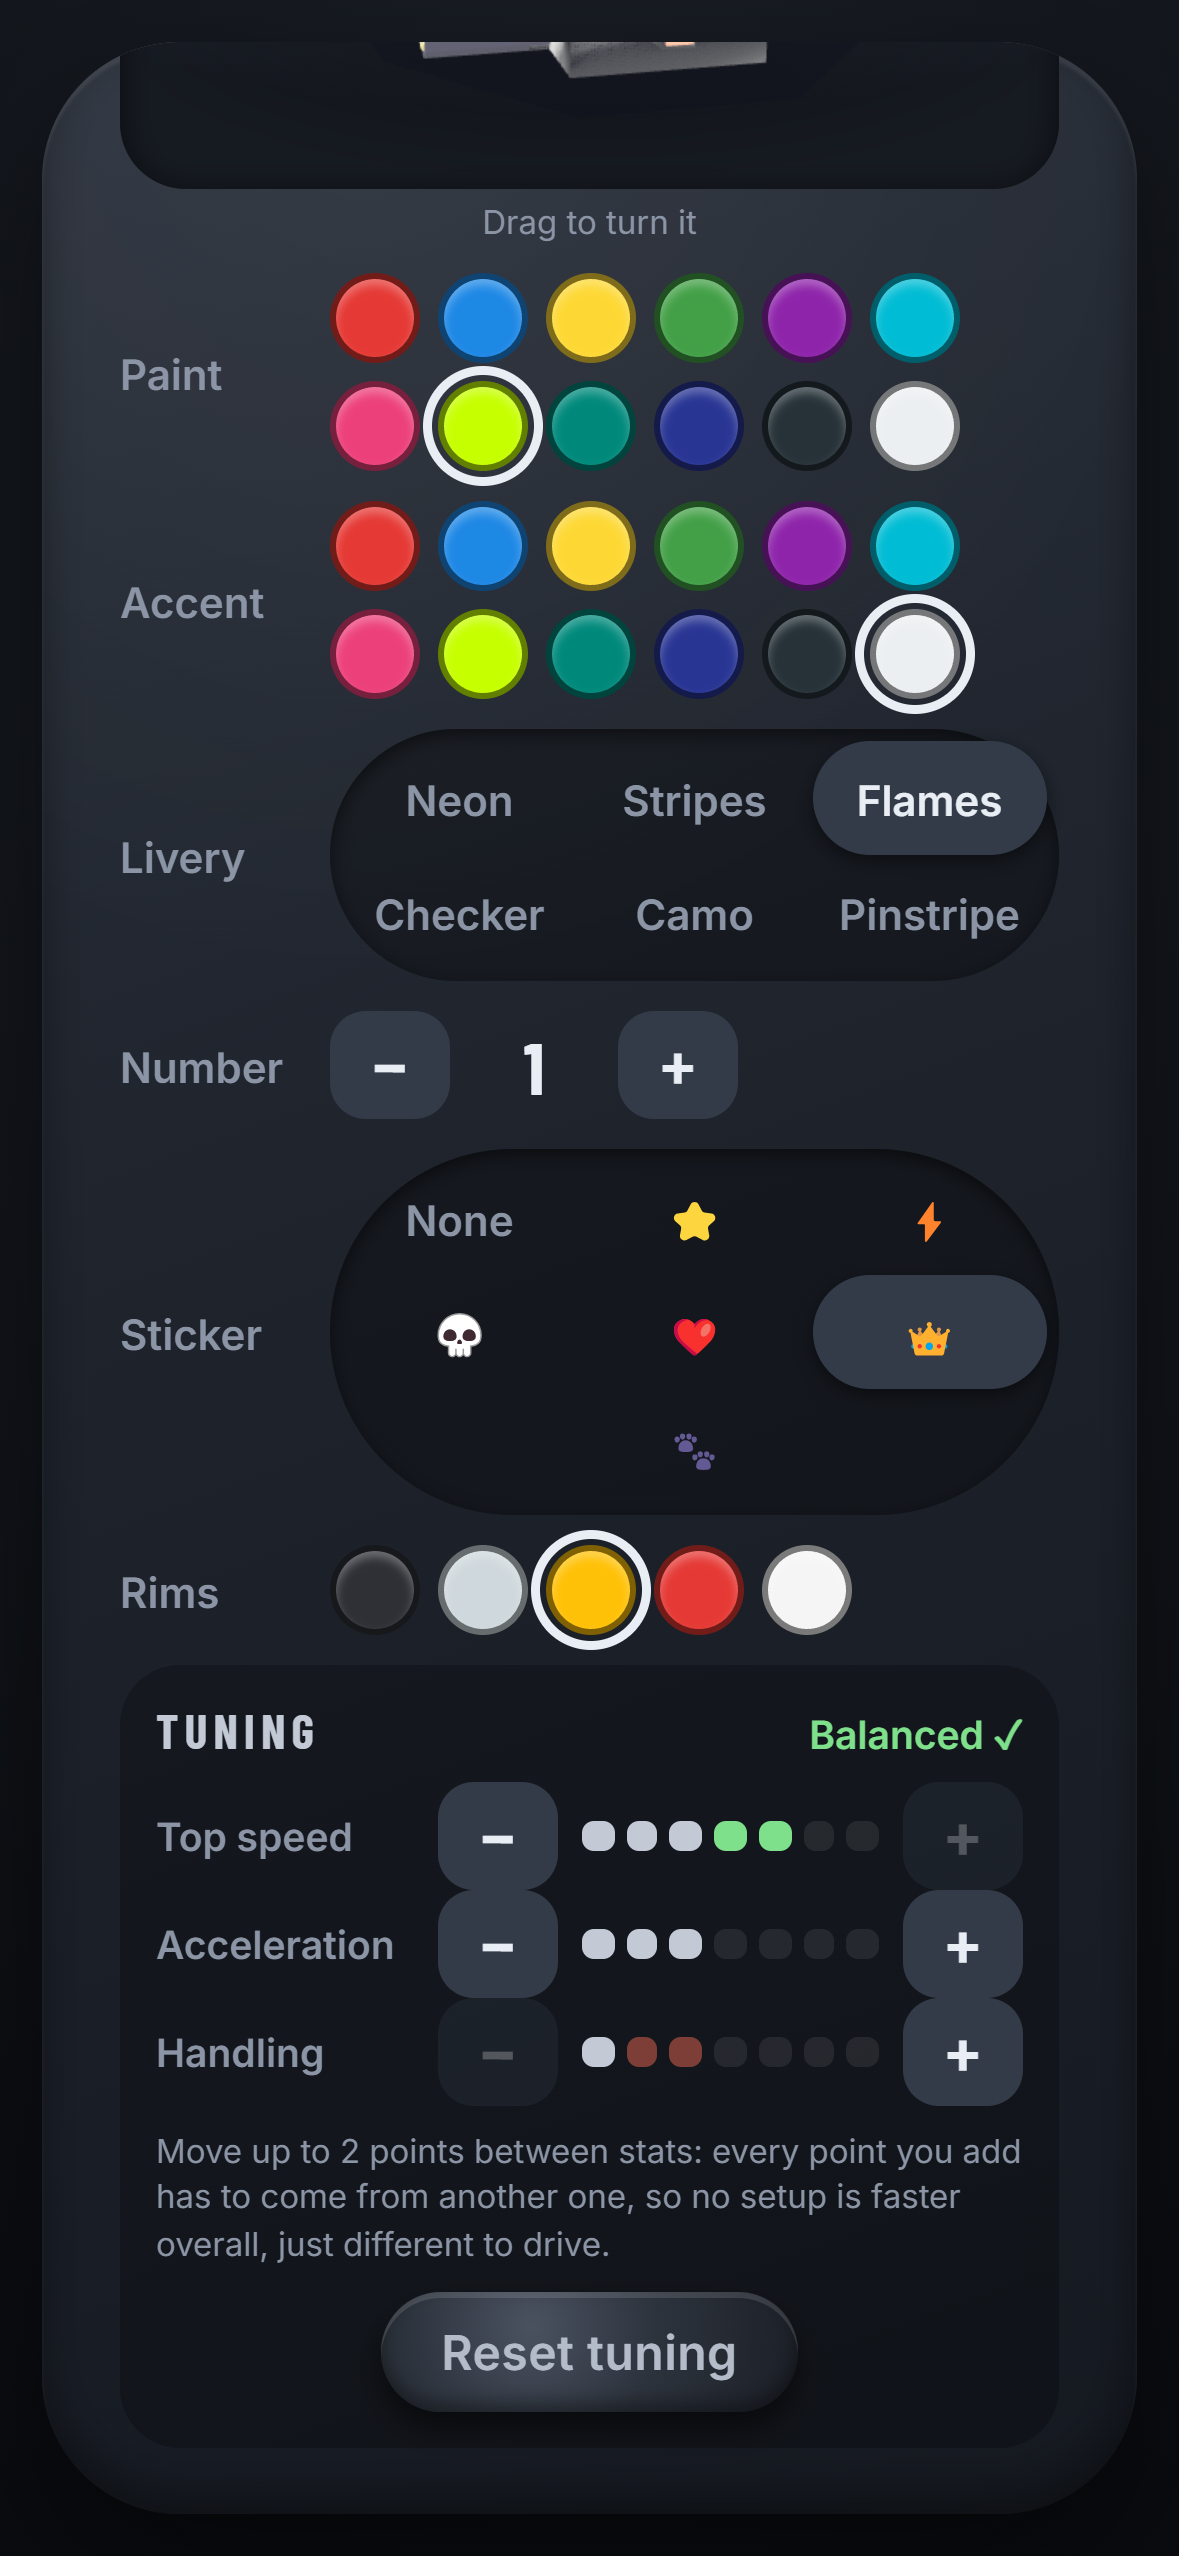 Drag to turn it
Paint
Accent
Livery
Neon Stripes Flames
Checker Camo Pinstripe
Number − 1 +
None
Sticker
Rims
TUNING Balanced ✓
Top speed − +
Acceleration − +
Handling − +
Move up to 2 points between stats: every point you add
has to come from another one, so no setup is faster
overall, just different to drive.
Reset tuning